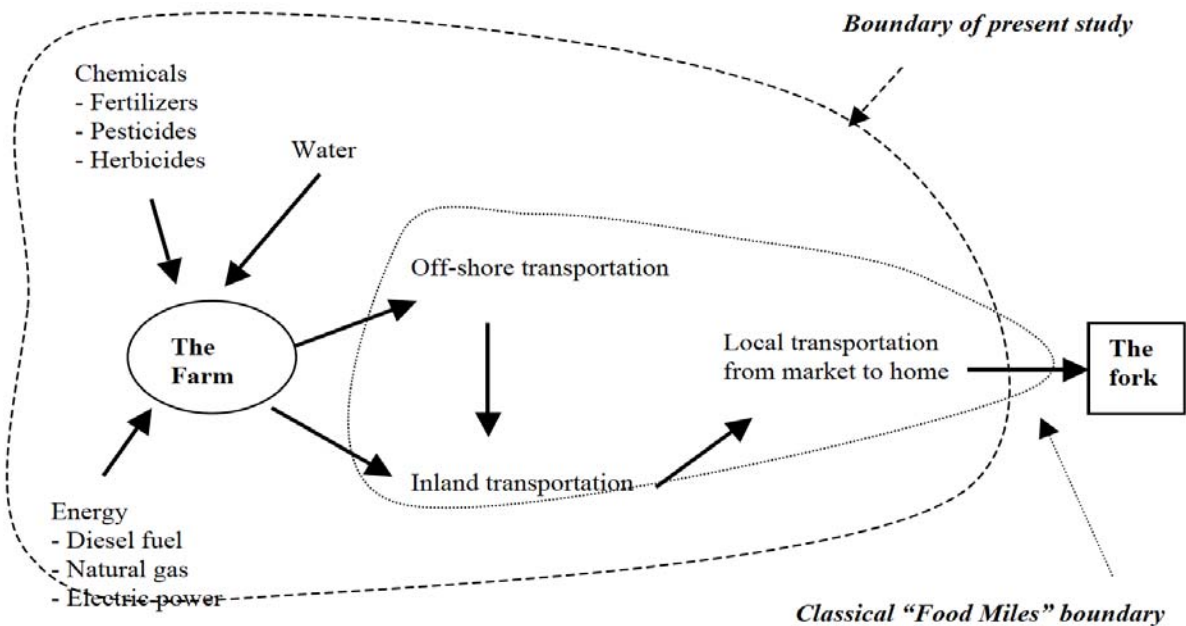 Boundary of present study
Chemicals
- Fertilizers
- Pesticides
- Herbicides
Water
Off-shore transportation
The
Farm
Local transportation
from market to home
The
fork
Inland transportation
Energy
- Diesel fuel
- Natural gas
- Electric power
Classical “Food Miles” boundary